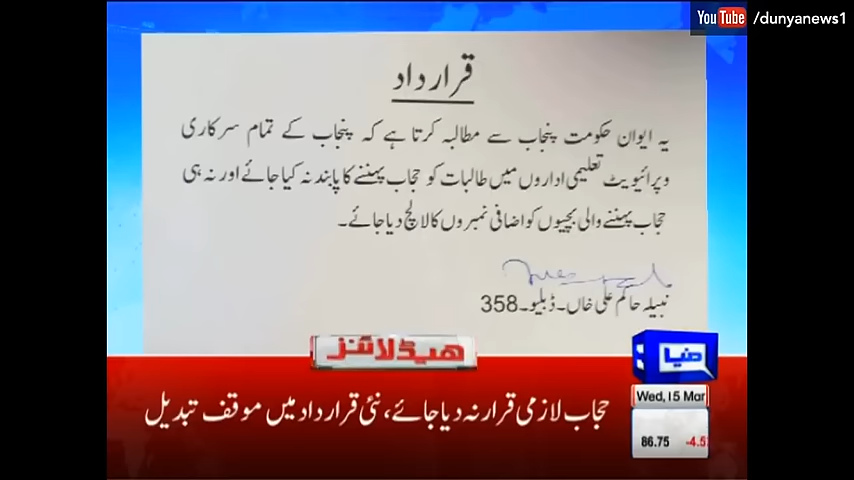 YouTube /dunyanews1
قرارداد
یہ ایوان حکومت پنجاب سے مطالبہ کرتا ہے کہ پنجاب کے تمام سرکاری
و پرائیویٹ تعلیمی اداروں میں طالبات کو حجاب پہننے کا پابند نہ کیا جائے اور نہ ہی
حجاب پہننے والی بچیوں کو اضافی نمبروں کا لالچ دیا جائے۔
نبیلہ حاکم علی خاں۔ ڈبلیو۔ 358
ھیڈلائنز
دنیا
حجاب لازمی قرار نہ دیا جائے، نئی قرارداد میں موقف تبدیل
Wed, 15 Mar
86.75 -4.5